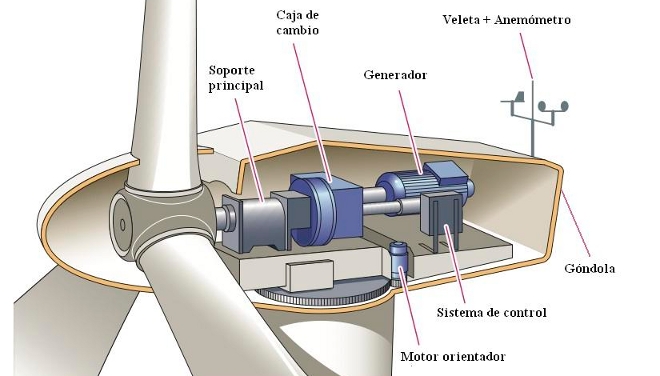 Caja de
cambio
Veleta + Anemómetro
Soporte
principal
Generador
Góndola
Sistema de control
Motor orientador